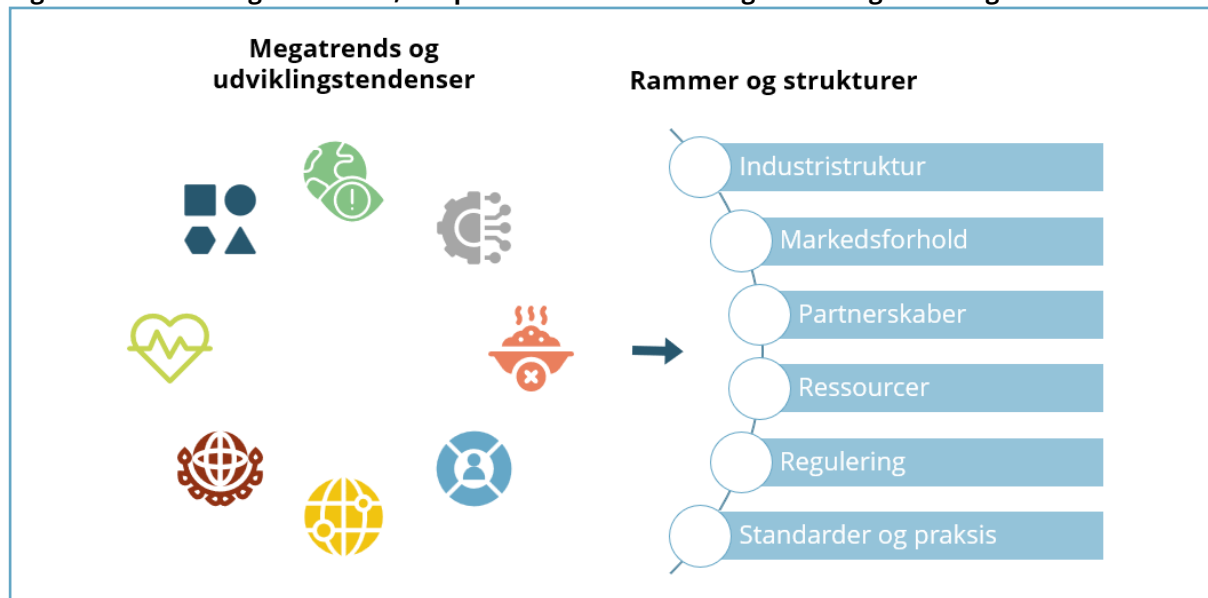 Megatrends og
udviklingstendenser
Rammer og strukturer
Industristruktur
Markedsforhold
Partnerskaber
Ressourcer
Regulering
Standarder og praksis